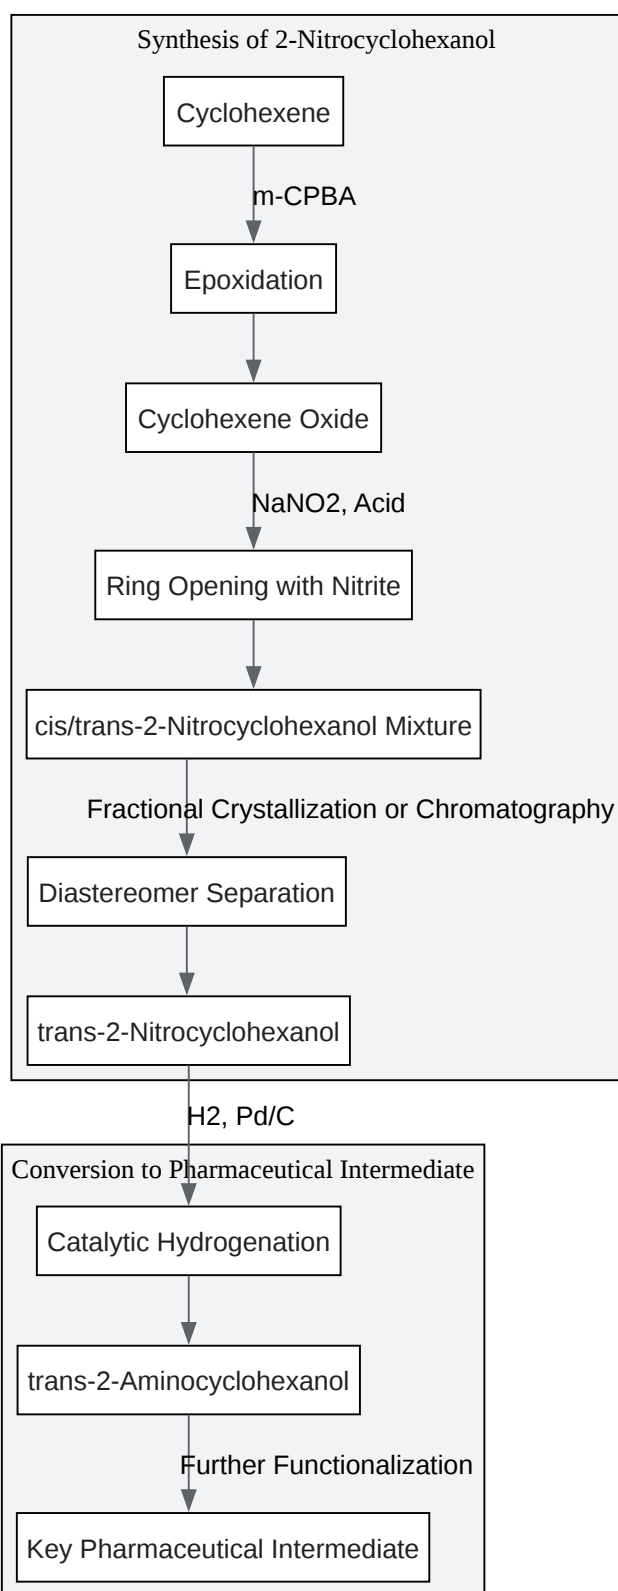 Synthesis of 2-Nitrocyclohexanol
Cyclohexene
m-CPBA
Epoxidation
Cyclohexene Oxide
NaNO2, Acid
Ring Opening with Nitrite
cis/trans-2-Nitrocyclohexanol Mixture
Fractional Crystallization or Chromatography
Diastereomer Separation
trans-2-Nitrocyclohexanol
H2, Pd/C
Conversion to Pharmaceutical Intermediate
Catalytic Hydrogenation
trans-2-Aminocyclohexanol
Further Functionalization
Key Pharmaceutical Intermediate